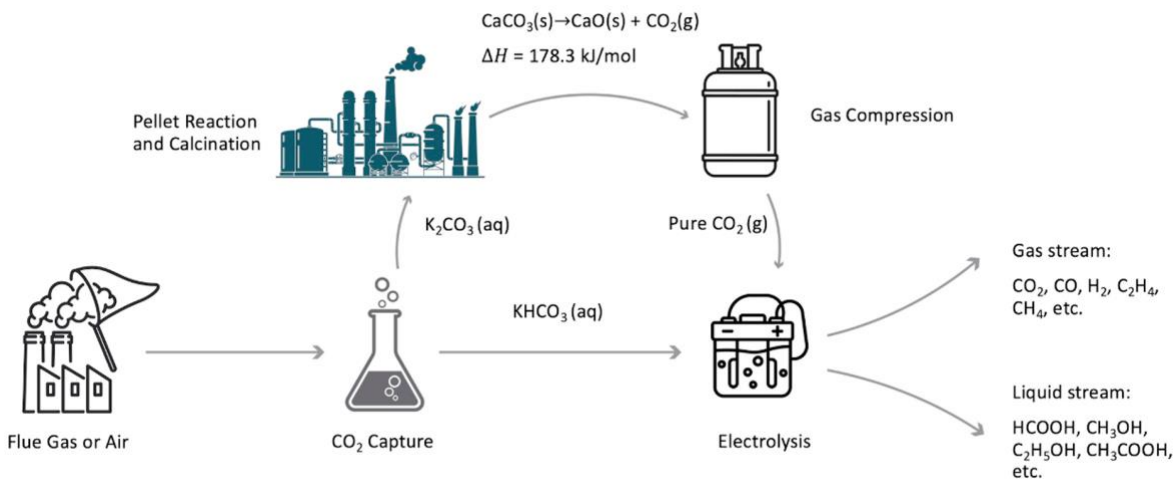 CaCO₃(s)→CaO(s) + CO₂(g)
ΔH = 178.3 kJ/mol
Pellet Reaction
and Calcination
Gas Compression
K₂CO₃ (aq)
Pure CO₂ (g)
Gas stream:
CO₂, CO, H₂, C₂H₄,
CH₄, etc.
KHCO₃ (aq)
− +
Liquid stream:
HCOOH, CH₃OH,
C₂H₅OH, CH₃COOH,
etc.
Flue Gas or Air
CO₂ Capture
Electrolysis